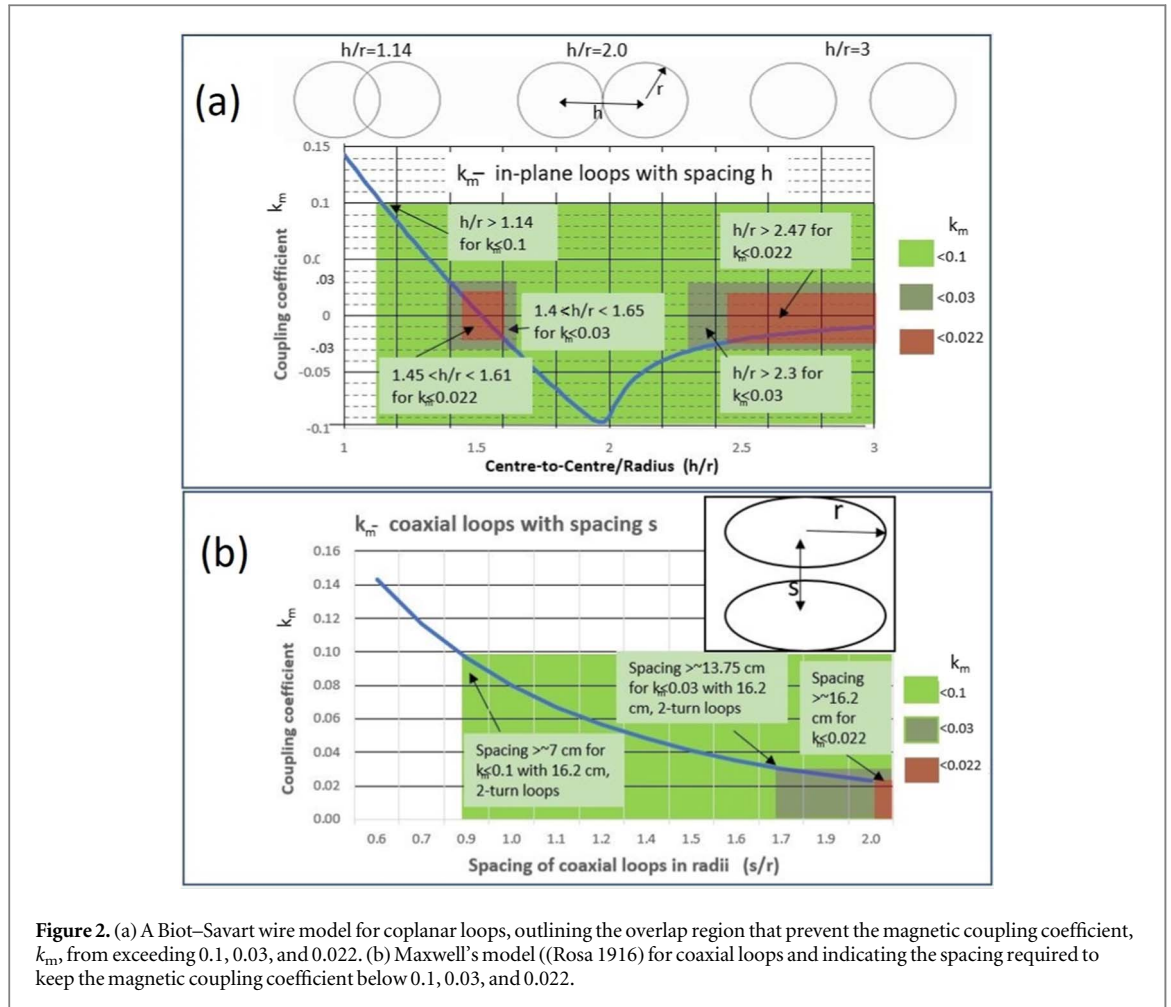 h/r=1.14
h/r=2.0
h/r=3
(a)
h
r
kₘ- in-plane loops with spacing h
Coupling coefficient kₘ
0.15
0.1
.03
0
-.03
-0.05
-0.1
h/r > 1.14
for kₘ≤0.1
h/r > 2.47 for
kₘ≤0.022
1.4 <h/r < 1.65
for kₘ≤0.03
1.45 <h/r < 1.61
for kₘ≤0.022
h/r > 2.3 for
kₘ≤0.03
kₘ
<0.1
<0.03
<0.022
1
1.5
2
2.5
3
Centre-to-Centre/Radius (h/r)
(b)
kₘ- coaxial loops with spacing s
r
s
Coupling coefficient kₘ
0.16
0.14
0.12
0.10
0.08
0.06
0.04
0.02
0.00
Spacing >~7 cm for
kₘ≤0.1 with 16.2 cm,
2-turn loops
Spacing >~13.75 cm
for kₘ≤0.03 with 16.2
cm, 2-turn loops
Spacing
>~16.2
cm for
kₘ≤0.022
kₘ
<0.1
<0.03
<0.022
0.6 0.7 0.9 1.0 1.1 1.2 1.4 1.5 1.6 1.7 1.9 2.0
Spacing of coaxial loops in radii (s/r)
Figure 2. (a) A Biot–Savart wire model for coplanar loops, outlining the overlap region that prevent the magnetic coupling coefficient,
kₘ, from exceeding 0.1, 0.03, and 0.022. (b) Maxwell's model ((Rosa 1916) for coaxial loops and indicating the spacing required to
keep the magnetic coupling coefficient below 0.1, 0.03, and 0.022.